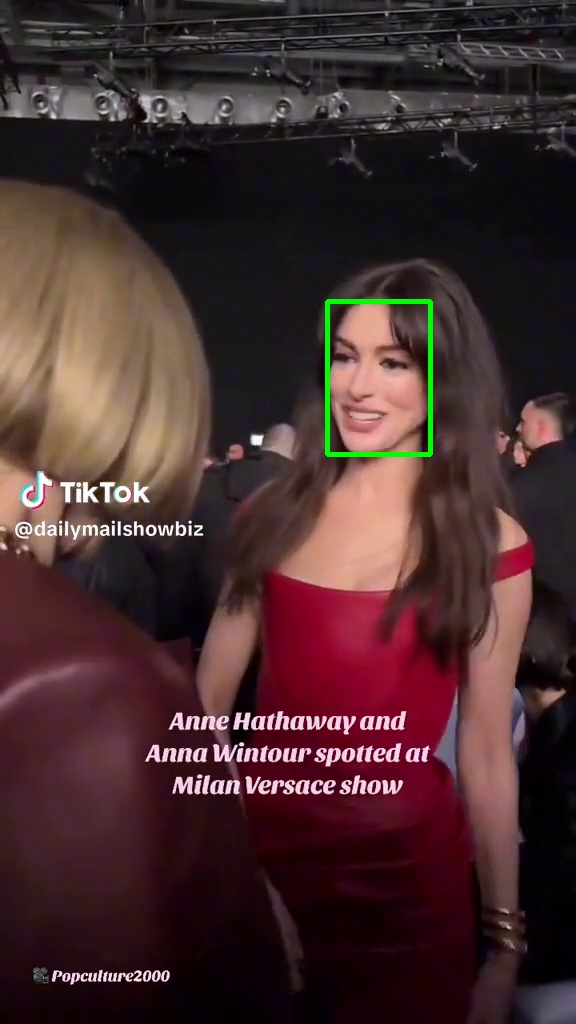 TikTok
@dailymailshowbiz
Anne Hathaway and
Anna Wintour spotted at
Milan Versace show
Popculture2000